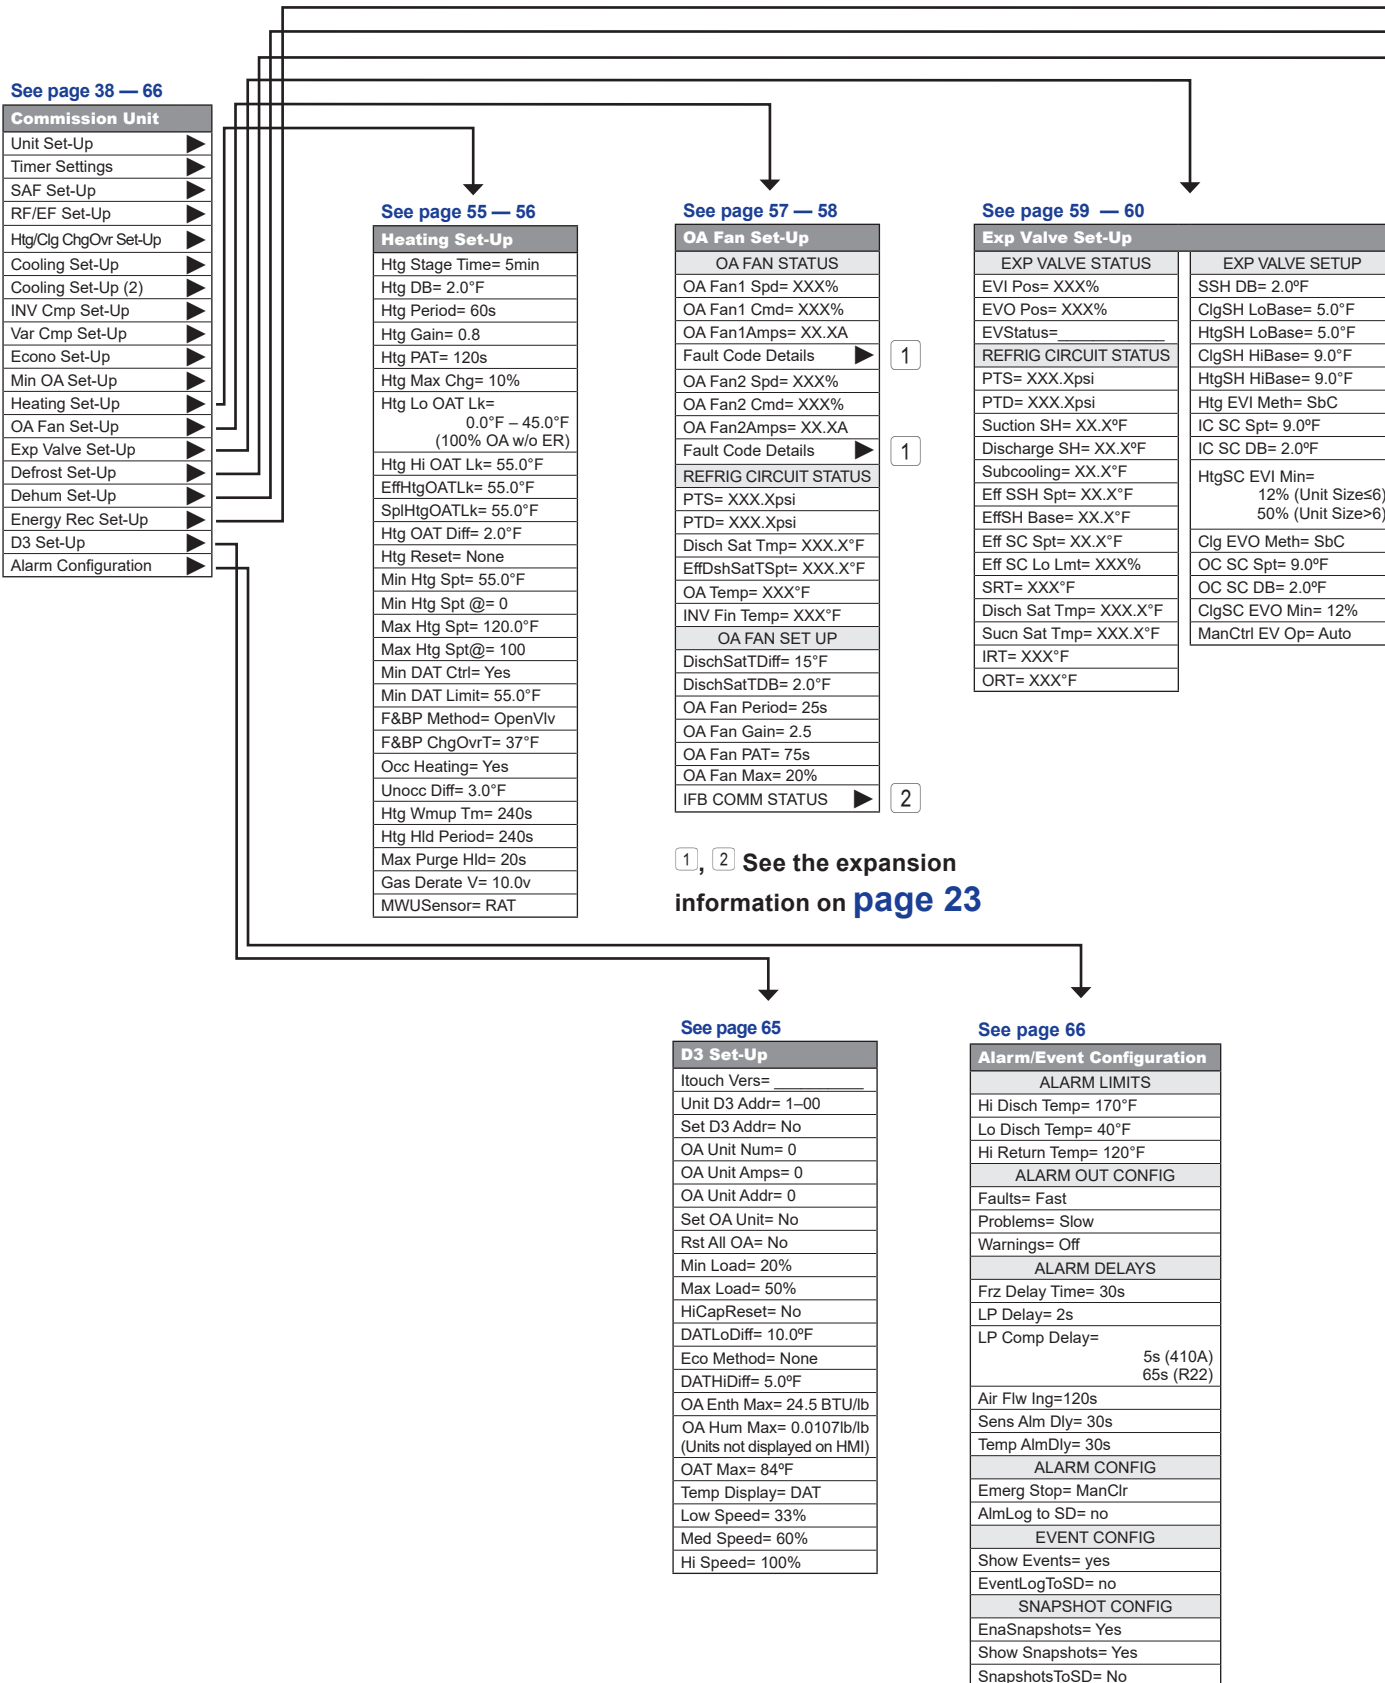 See page 38 — 66
Commission Unit
Unit Set-Up
Timer Settings
SAF Set-Up
RF/EF Set-Up
Htg/Clg ChgOvr Set-Up
Cooling Set-Up
Cooling Set-Up (2)
INV Cmp Set-Up
Var Cmp Set-Up
Econo Set-Up
Min OA Set-Up
Heating Set-Up
OA Fan Set-Up
Exp Valve Set-Up
Defrost Set-Up
Dehum Set-Up
Energy Rec Set-Up
D3 Set-Up
Alarm Configuration
See page 55 — 56
Heating Set-Up
Htg Stage Time= 5min
Htg DB= 2.0°F
Htg Period= 60s
Htg Gain= 0.8
Htg PAT= 120s
Htg Max Chg= 10%
Htg Lo OAT Lk=
0.0°F – 45.0°F
(100% OA w/o ER)
Htg Hi OAT Lk= 55.0°F
EffHtgOATLk= 55.0°F
SplHtgOATLk= 55.0°F
Htg OAT Diff= 2.0°F
Htg Reset= None
Min Htg Spt= 55.0°F
Min Htg Spt @= 0
Max Htg Spt= 120.0°F
Max Htg Spt@= 100
Min DAT Ctrl= Yes
Min DAT Limit= 55.0°F
F&BP Method= OpenVlv
F&BP ChgOvrT= 37°F
Occ Heating= Yes
Unocc Diff= 3.0°F
Htg Wmup Tm= 240s
Htg Hld Period= 240s
Max Purge Hld= 20s
Gas Derate V= 10.0v
MWUSensor= RAT
See page 57 — 58
OA Fan Set-Up
OA FAN STATUS
OA Fan1 Spd= XXX%
OA Fan1 Cmd= XXX%
OA Fan1Amps= XX.XA
Fault Code Details 1
OA Fan2 Spd= XXX%
OA Fan2 Cmd= XXX%
OA Fan2Amps= XX.XA
Fault Code Details 1
REFRIG CIRCUIT STATUS
PTS= XXX.Xpsi
PTD= XXX.Xpsi
Disch Sat Tmp= XXX.X°F
EffDshSatTSpt= XXX.X°F
OA Temp= XXX°F
INV Fin Temp= XXX°F
OA FAN SET UP
DischSatTDiff= 15°F
DischSatTDB= 2.0°F
OA Fan Period= 25s
OA Fan Gain= 2.5
OA Fan PAT= 75s
OA Fan Max= 20%
IFB COMM STATUS 2
1, 2 See the expansion
information on page 23
See page 59 — 60
Exp Valve Set-Up
EXP VALVE STATUS
EVI Pos= XXX%
EVO Pos= XXX%
EVStatus=____________
REFRIG CIRCUIT STATUS
PTS= XXX.Xpsi
PTD= XXX.Xpsi
Suction SH= XX.XºF
Discharge SH= XX.XºF
Subcooling= XX.X°F
Eff SSH Spt= XX.X°F
EffSH Base= XX.X°F
Eff SC Spt= XX.X°F
Eff SC Lo Lmt= XXX%
SRT= XXX°F
Disch Sat Tmp= XXX.X°F
Sucn Sat Tmp= XXX.X°F
IRT= XXX°F
ORT= XXX°F
EXP VALVE SETUP
SSH DB= 2.0ºF
ClgSH LoBase= 5.0°F
HtgSH LoBase= 5.0°F
ClgSH HiBase= 9.0°F
HtgSH HiBase= 9.0°F
Htg EVI Meth= SbC
IC SC Spt= 9.0ºF
IC SC DB= 2.0ºF
HtgSC EVI Min=
12% (Unit Size≤6)
50% (Unit Size>6)
Clg EVO Meth= SbC
OC SC Spt= 9.0ºF
OC SC DB= 2.0ºF
ClgSC EVO Min= 12%
ManCtrl EV Op= Auto
See page 65
D3 Set-Up
Itouch Vers= ___________
Unit D3 Addr= 1–00
Set D3 Addr= No
OA Unit Num= 0
OA Unit Amps= 0
OA Unit Addr= 0
Set OA Unit= No
Rst All OA= No
Min Load= 20%
Max Load= 50%
HiCapReset= No
DATLoDiff= 10.0ºF
Eco Method= None
DATHiDiff= 5.0ºF
OA Enth Max= 24.5 BTU/lb
OA Hum Max= 0.0107lb/lb
(Units not displayed on HMI)
OAT Max= 84ºF
Temp Display= DAT
Low Speed= 33%
Med Speed= 60%
Hi Speed= 100%
See page 66
Alarm/Event Configuration
ALARM LIMITS
Hi Disch Temp= 170°F
Lo Disch Temp= 40°F
Hi Return Temp= 120°F
ALARM OUT CONFIG
Faults= Fast
Problems= Slow
Warnings= Off
ALARM DELAYS
Frz Delay Time= 30s
LP Delay= 2s
LP Comp Delay=
5s (410A)
65s (R22)
Air Flw Ing=120s
Sens Alm Dly= 30s
Temp AlmDly= 30s
ALARM CONFIG
Emerg Stop= ManClr
AlmLog to SD= no
EVENT CONFIG
Show Events= yes
EventLogToSD= no
SNAPSHOT CONFIG
EnaSnapshots= Yes
Show Snapshots= Yes
SnapshotsToSD= No